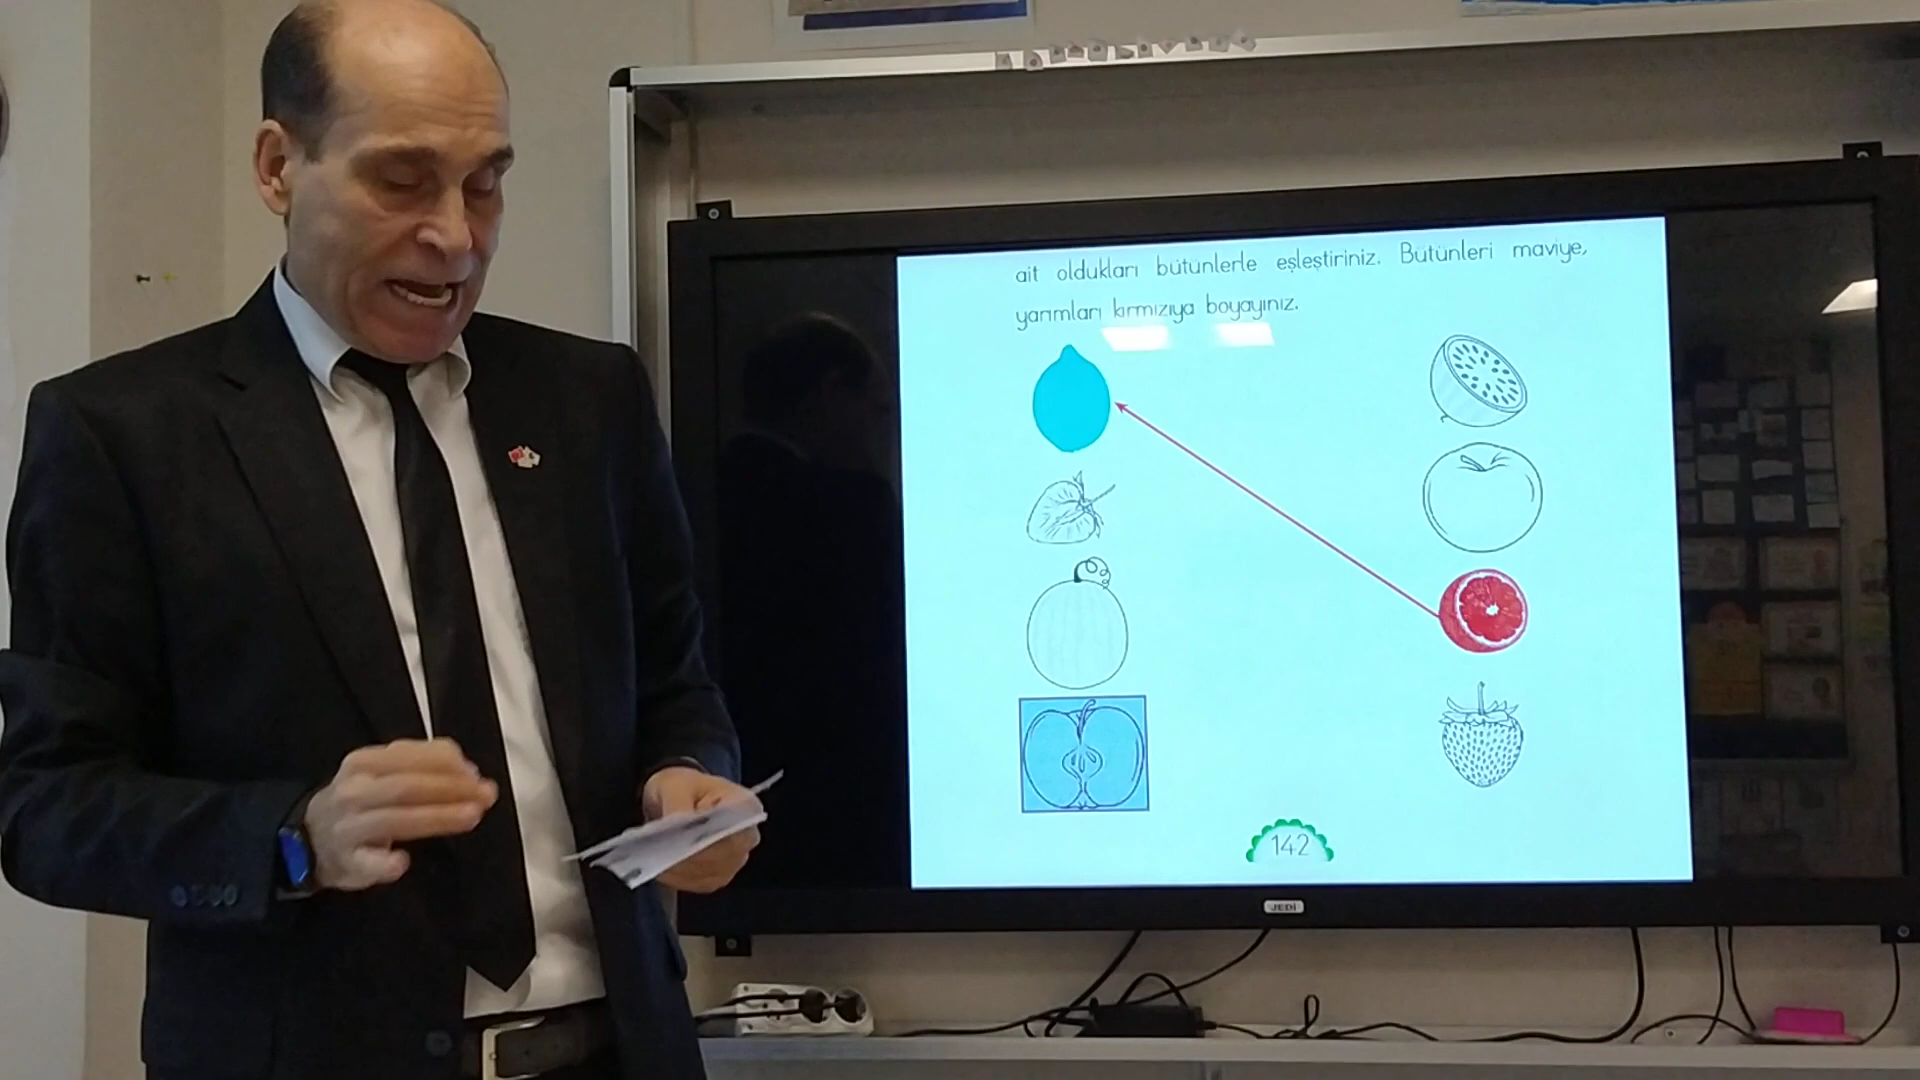 ait oldukları bütünlerle eşleştiriniz. Bütünleri maviye,
yarımları kırmızıya boyayınız.
142
JEDİ